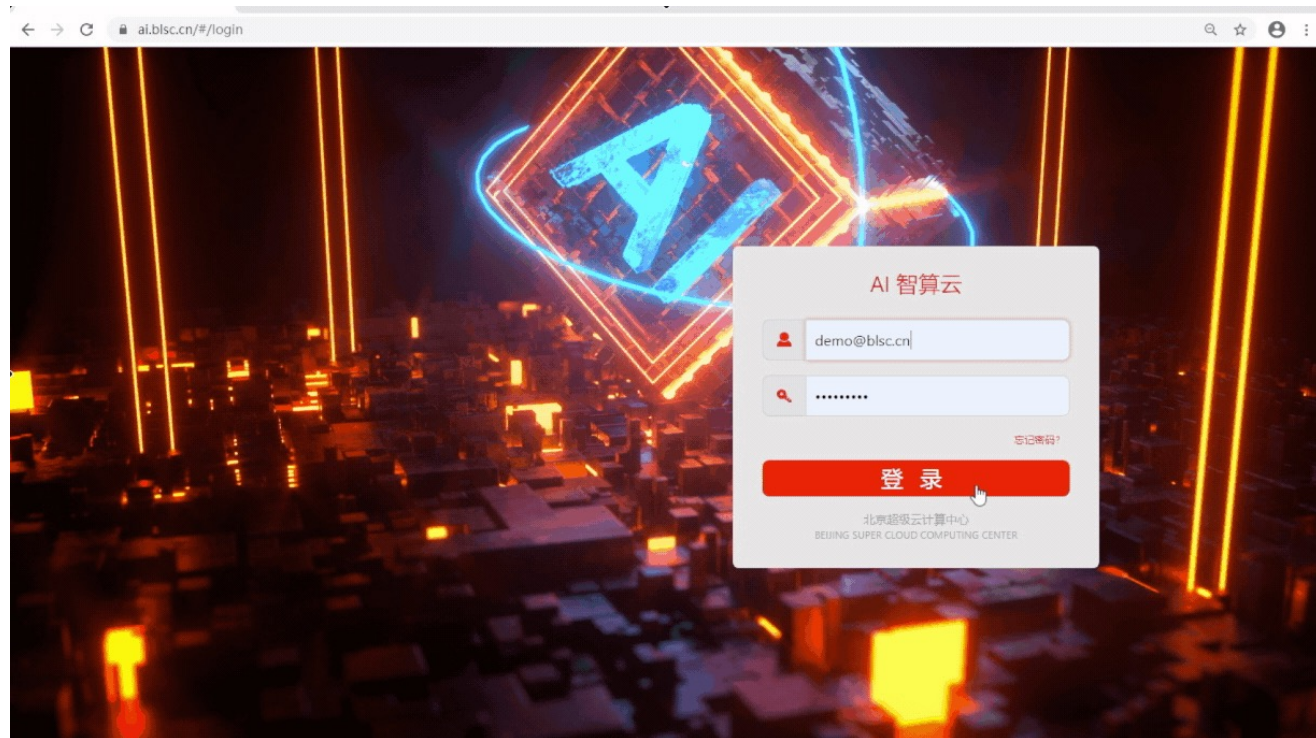 ai.blsc.cn/#/login
AI
AI 智算云
demo@blsc.cn
•••••••••
忘记密码?
登 录
北京超级云计算中心
BEIJING SUPER CLOUD COMPUTING CENTER